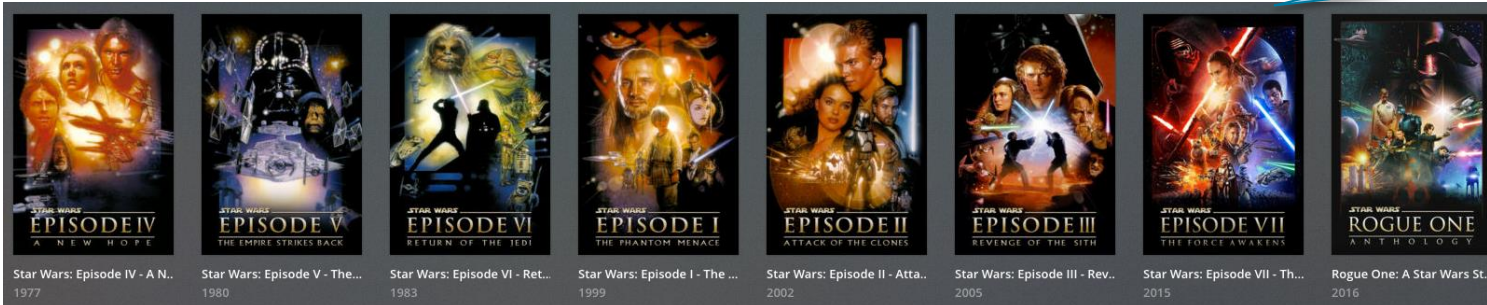 STAR WARS
EPISODE IV
A NEW HOPE
Star Wars: Episode IV - A N..
1977
STAR WARS
EPISODE V
THE EMPIRE STRIKES BACK
Star Wars: Episode V - The...
1980
STAR WARS
EPISODE VI
RETURN OF THE JEDI
Star Wars: Episode VI - Ret...
1983
STAR WARS
EPISODE I
THE PHANTOM MENACE
Star Wars: Episode I - The ...
1999
STAR WARS
EPISODE II
ATTACK OF THE CLONES
Star Wars: Episode II - Atta..
2002
STAR WARS
EPISODE III
REVENGE OF THE SITH
Star Wars: Episode III - Rev..
2005
STAR WARS
EPISODE VII
THE FORCE AWAKENS
Star Wars: Episode VII - Th...
2015
STAR WARS
ROGUE ONE
ANTHOLOGY
Rogue One: A Star Wars St.
2016